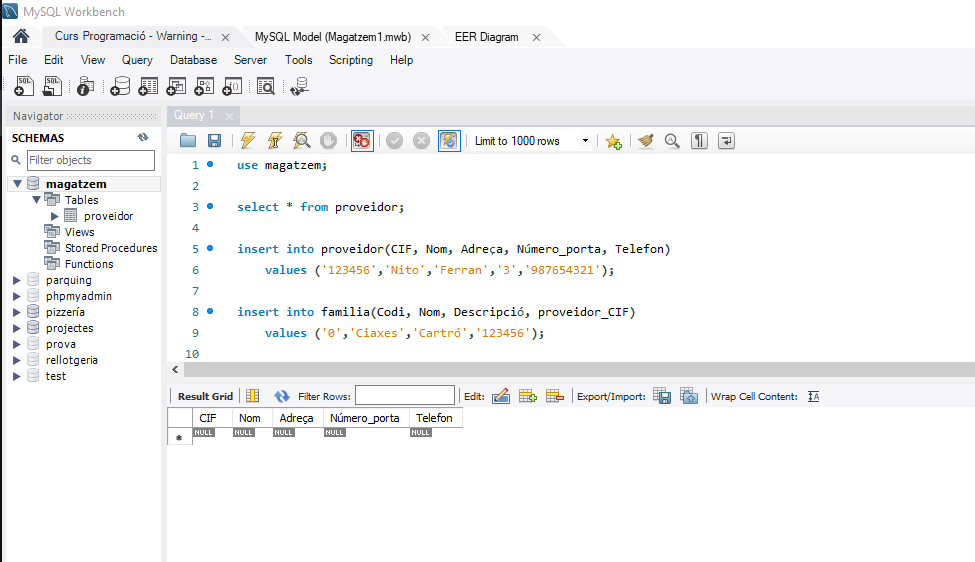 MySQL Workbench
Curs Programació - Warning -... × MySQL Model (Magatzem1.mwb) × EER Diagram ×
File Edit View Query Database Server Tools Scripting Help
Navigator
Query 1 ×
SCHEMAS
Limit to 1000 rows
Filter objects
magatzem
Tables
proveidor
Views
Stored Procedures
Functions
parquing
phpmyadmin
pizzería
projectes
prova
rellotgeria
test
1 use magatzem;
2
3 select * from proveidor;
4
5 insert into proveidor(CIF, Nom, Adreça, Número_porta, Telefon)
6 values ('123456','Nito','Ferran','3','987654321');
7
8 insert into familia(Codi, Nom, Descripció, proveidor_CIF)
9 values ('0','Ciaxes','Cartró','123456');
10
Result Grid Filter Rows: Edit: Export/Import: Wrap Cell Content:
CIF Nom Adreça Número_porta Telefon
NULL NULL NULL NULL NULL